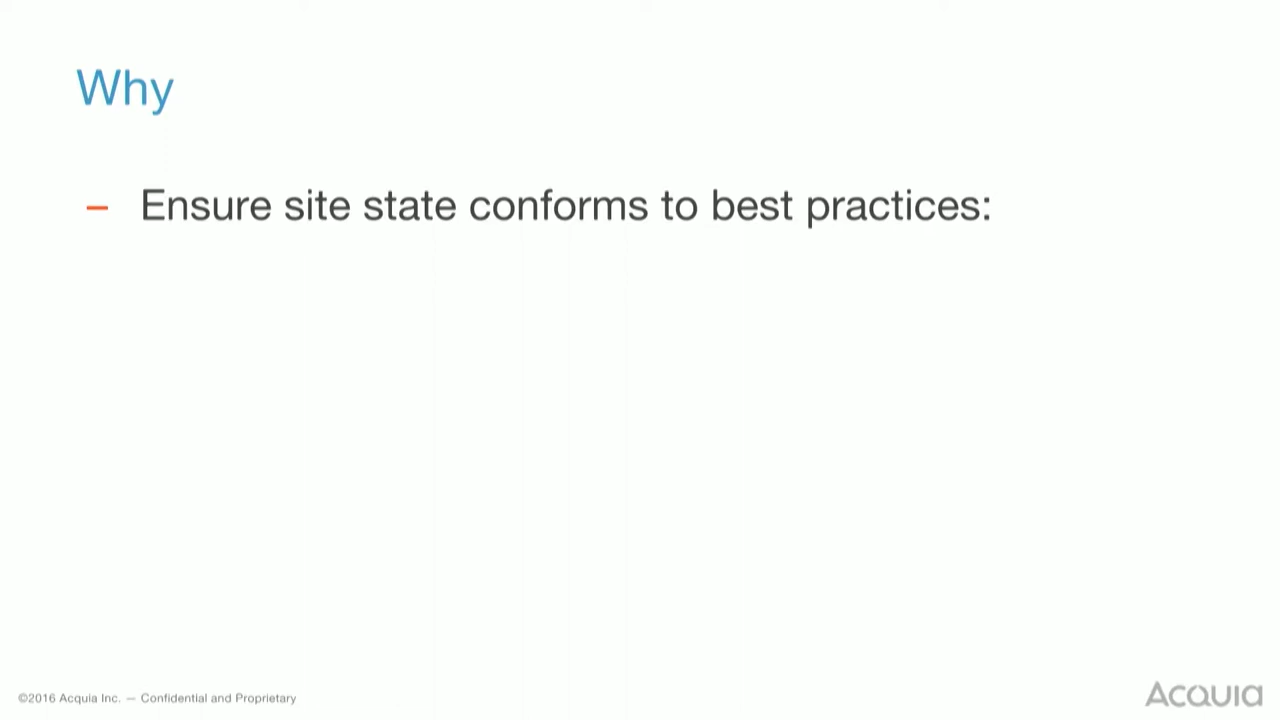 Why
– Ensure site state conforms to best practices:
©2016 Acquia Inc. — Confidential and Proprietary
Acquia